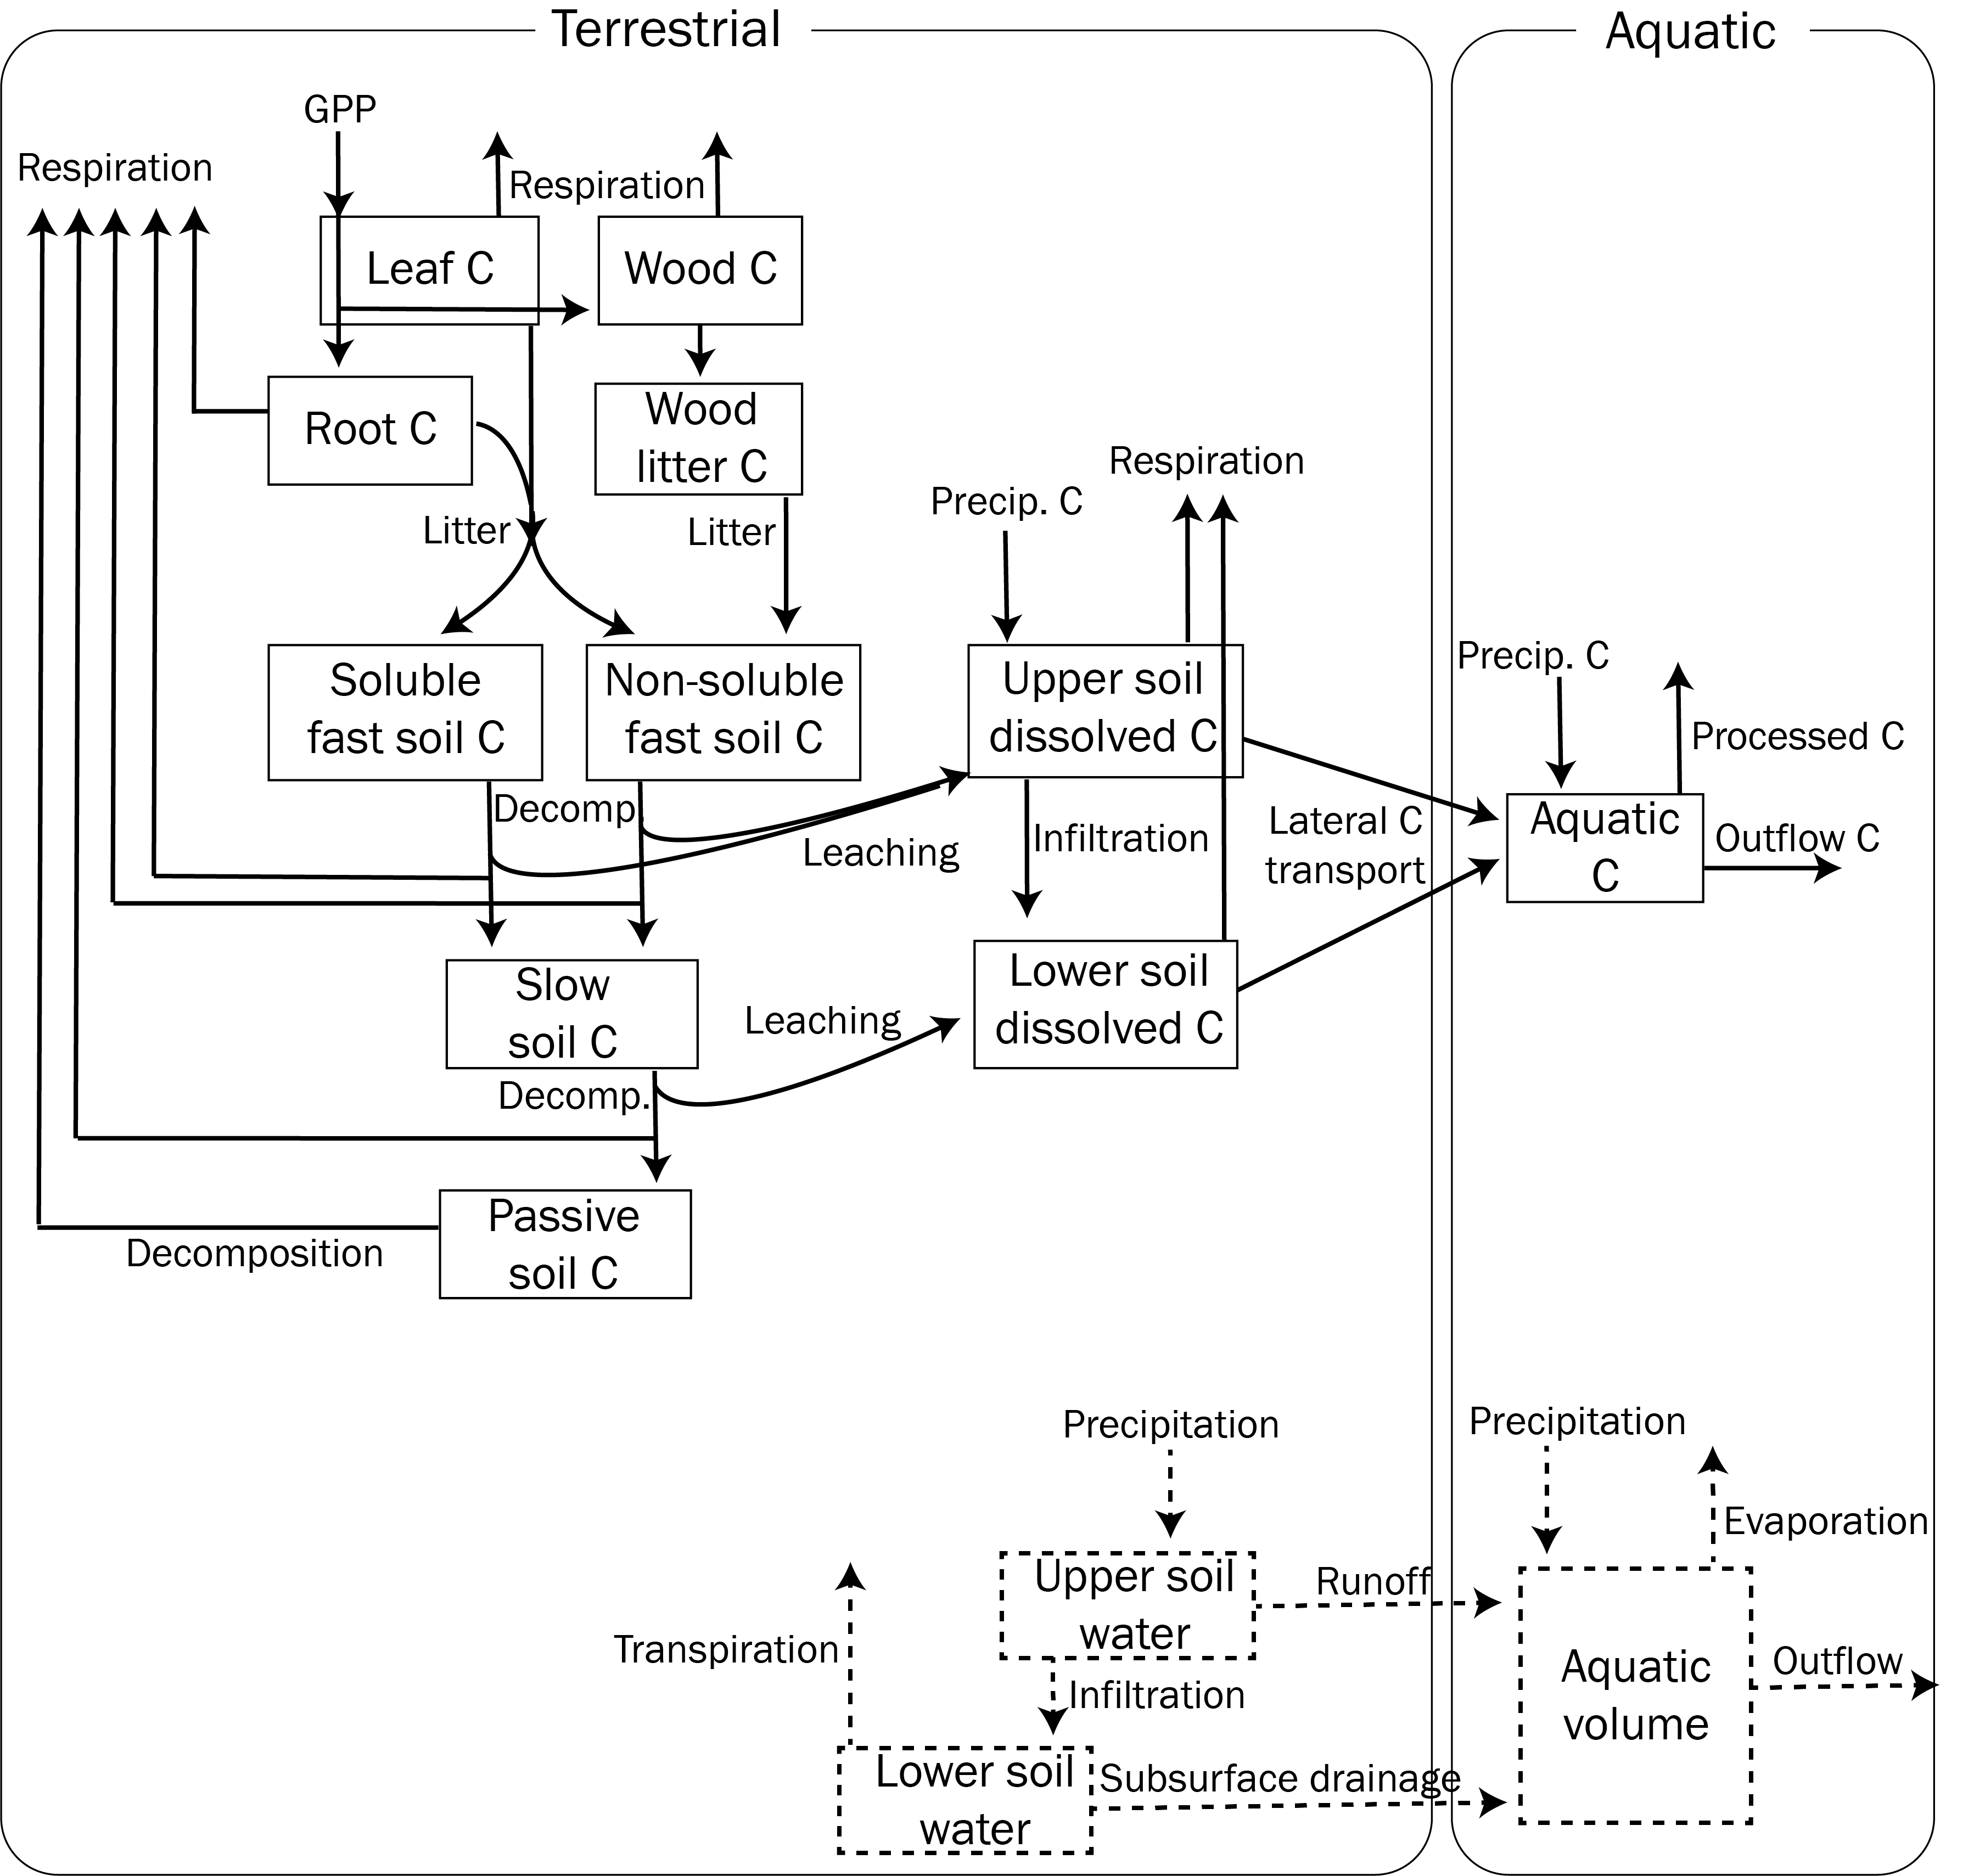 Terrestrial
Aquatic
GPP
Respiration
Respiration
Leaf C
Wood C
Root C
Wood
litter C
Litter
Litter
Precip. C
Respiration
Soluble
fast soil C
Non-soluble
fast soil C
Upper soil
dissolved C
Precip. C
Processed C
Decomp.
Leaching
Infiltration
Lateral C
transport
Aquatic
C
Outflow C
Slow
soil C
Leaching
Lower soil
dissolved C
Decomp.
Passive
soil C
Decomposition
Precipitation
Precipitation
Evaporation
Upper soil
water
Runoff
Transpiration
Infiltration
Aquatic
volume
Outflow
Lower soil
water
Subsurface drainage